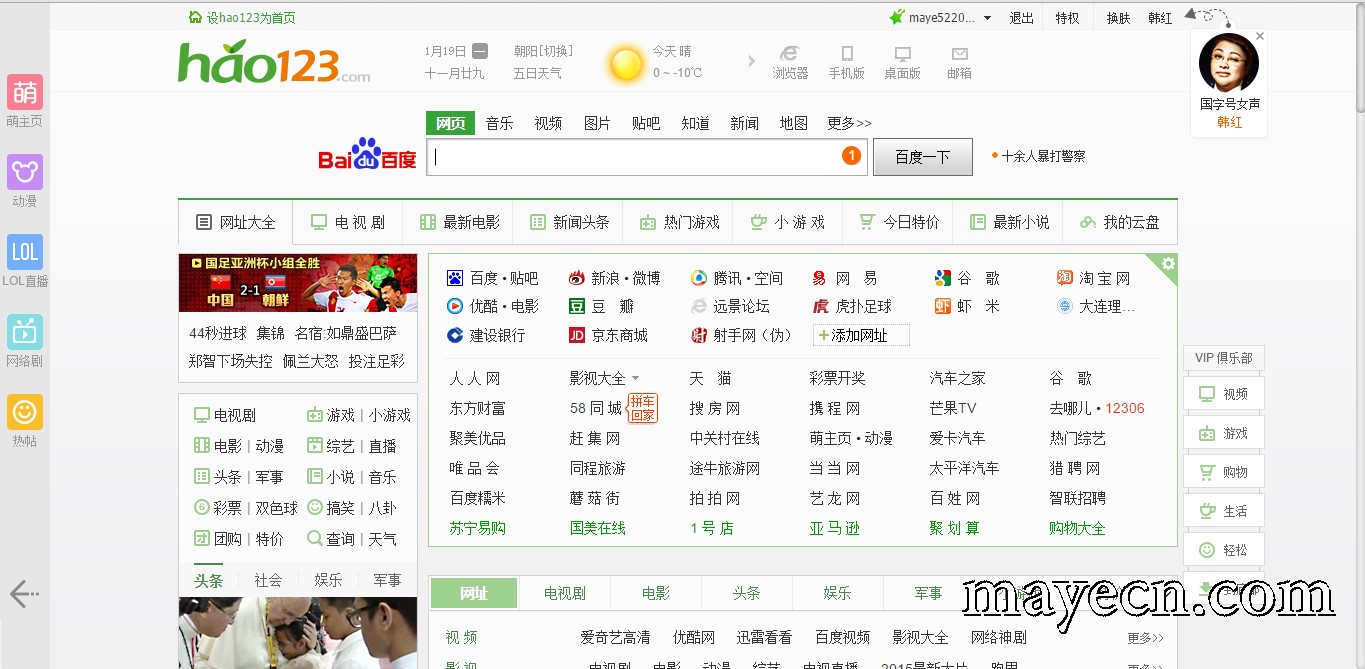 设hao123为首页
maye5220... 退出 特权 换肤 韩红
hao123.com
1月19日 朝阳[切换] 今天 晴
十一月廿九 五日天气 0 ~ -10℃
浏览器 手机版 桌面版 邮箱
国字号女声
韩红
萌
萌主页
动漫
LOL
LOL直播
网络剧
热帖
网页 音乐 视频 图片 贴吧 知道 新闻 地图 更多>>
Bai du 百度 1 百度一下 十余人暴打警察
网址大全 电 视 剧 最新电影 新闻头条 热门游戏 小 游 戏 今日特价 最新小说 我的云盘
国足亚洲杯小组全胜
中国 2-1 朝鲜
44秒进球 集锦 名宿:如鼎盛巴萨
郑智下场失控 佩兰大怒 投注足彩
电视剧 游戏 | 小游戏
电影 | 动漫 综艺 | 直播
头条 | 军事 小说 | 音乐
彩票 | 双色球 搞笑 | 八卦
团购 | 特价 查询 | 天气
头条 社会 娱乐 军事
百度 • 贴吧 新浪 • 微博 腾讯 • 空间 网 易 谷 歌 淘 宝 网
优酷 • 电影 豆 瓣 远景论坛 虎扑足球 虾 米 大连理...
建设银行 京东商城 射手网（伪） +添加网址
人 人 网 影视大全 天 猫 彩票开奖 汽车之家 谷 歌
东方财富 58 同 城 拼车回家 搜 房 网 携 程 网 芒果TV 去哪儿 • 12306
聚美优品 赶 集 网 中关村在线 萌主页 • 动漫 爱卡汽车 热门综艺
唯 品 会 同程旅游 途牛旅游网 当 当 网 太平洋汽车 猎 聘 网
百度糯米 蘑 菇 街 拍 拍 网 艺 龙 网 百 姓 网 智联招聘
苏宁易购 国美在线 1 号 店 亚 马 逊 聚 划 算 购物大全
VIP 俱乐部
视频
游戏
购物
生活
轻松
网址 电视剧 电影 头条 娱乐 军事
mayecn.com
视 频 爱奇艺高清 优酷网 迅雷看看 百度视频 影视大全 网络神剧 更多>>
影 视 电视剧 电影 动漫 综艺 电视直播 2015最新大片